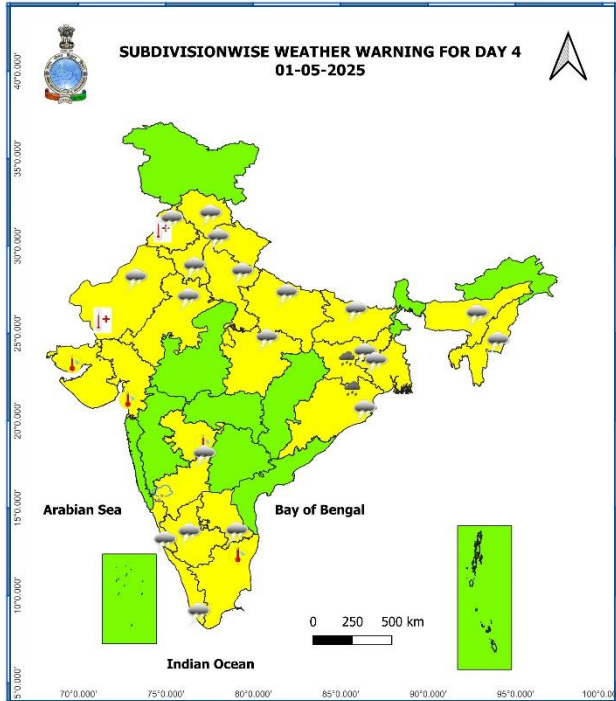 SUBDIVISIONWISE WEATHER WARNING FOR DAY 4
01-05-2025
40°0.000'
35°0.000'
30°0.000'
25°0.000'
20°0.000'
15°0.000'
10°0.000'
5°0.000'
Arabian Sea
Bay of Bengal
0 250 500 km
Indian Ocean
70°0.000' 75°0.000' 80°0.000' 85°0.000' 90°0.000' 95°0.000' 100°0.000'